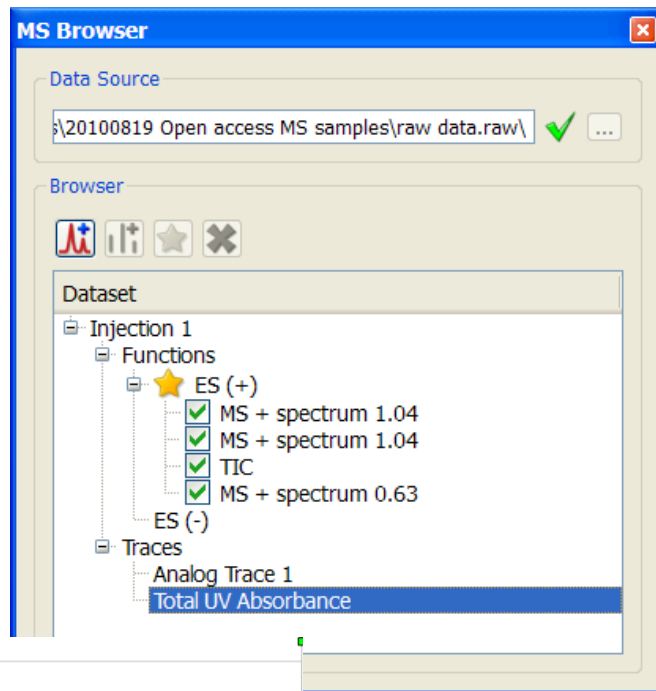 MS Browser
Data Source
s\20100819 Open access MS samples\raw data.raw\
...
Browser
Dataset
Injection 1
Functions
ES (+)
MS + spectrum 1.04
MS + spectrum 1.04
TIC
MS + spectrum 0.63
ES (-)
Traces
Analog Trace 1
Total UV Absorbance